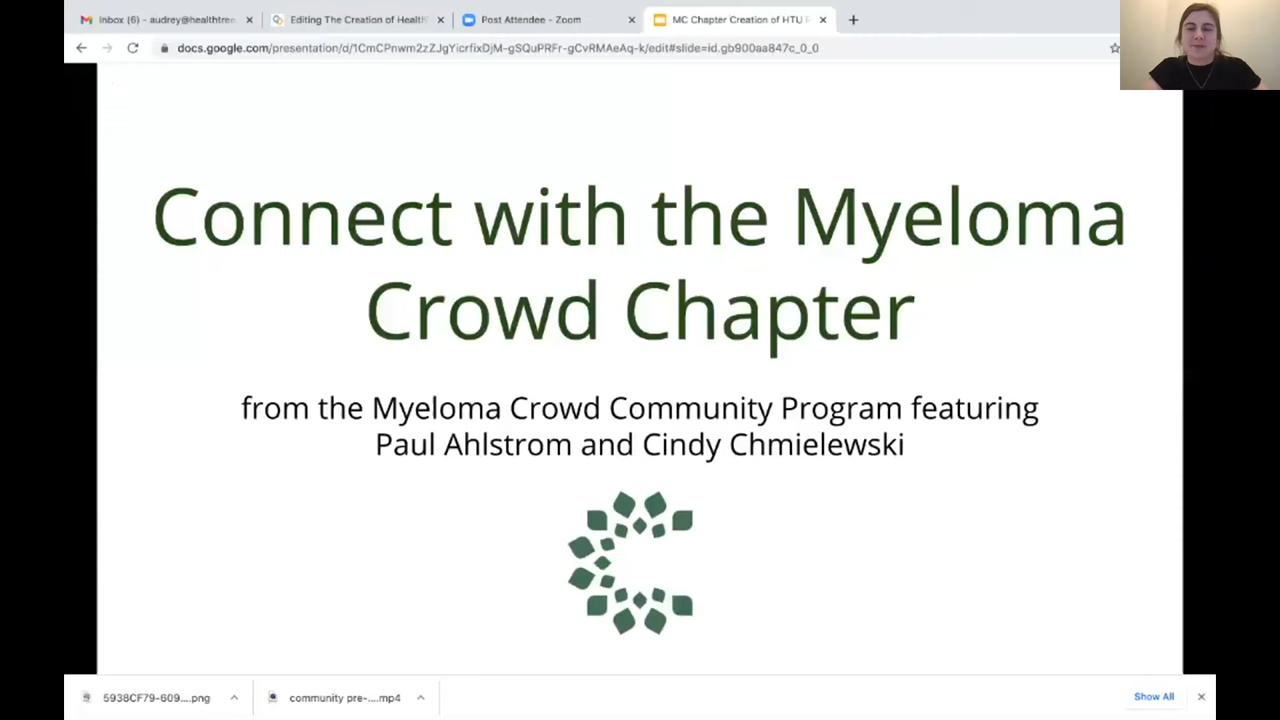 Inbox (6) - audrey@healthtree
Editing The Creation of Health
Post Attendee - Zoom
MC Chapter Creation of HTU
docs.google.com/presentation/d/1CmCPnwm2zZJgYicrfixDjM-gSQuPRFr-gCvRMAeAq-k/edit#slide=id.gb900aa847c_0_0
Connect with the Myeloma
Crowd Chapter
from the Myeloma Crowd Community Program featuring
Paul Ahlstrom and Cindy Chmielewski
5938CF79-609....png
community pre-....mp4
Show All